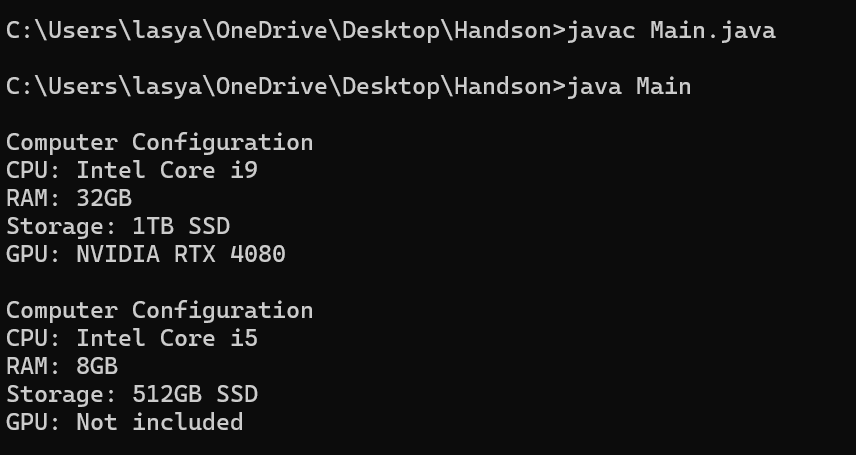 C:\Users\lasya\OneDrive\Desktop\Handson>javac Main.java
C:\Users\lasya\OneDrive\Desktop\Handson>java Main
Computer Configuration
CPU: Intel Core i9
RAM: 32GB
Storage: 1TB SSD
GPU: NVIDIA RTX 4080
Computer Configuration
CPU: Intel Core i5
RAM: 8GB
Storage: 512GB SSD
GPU: Not included